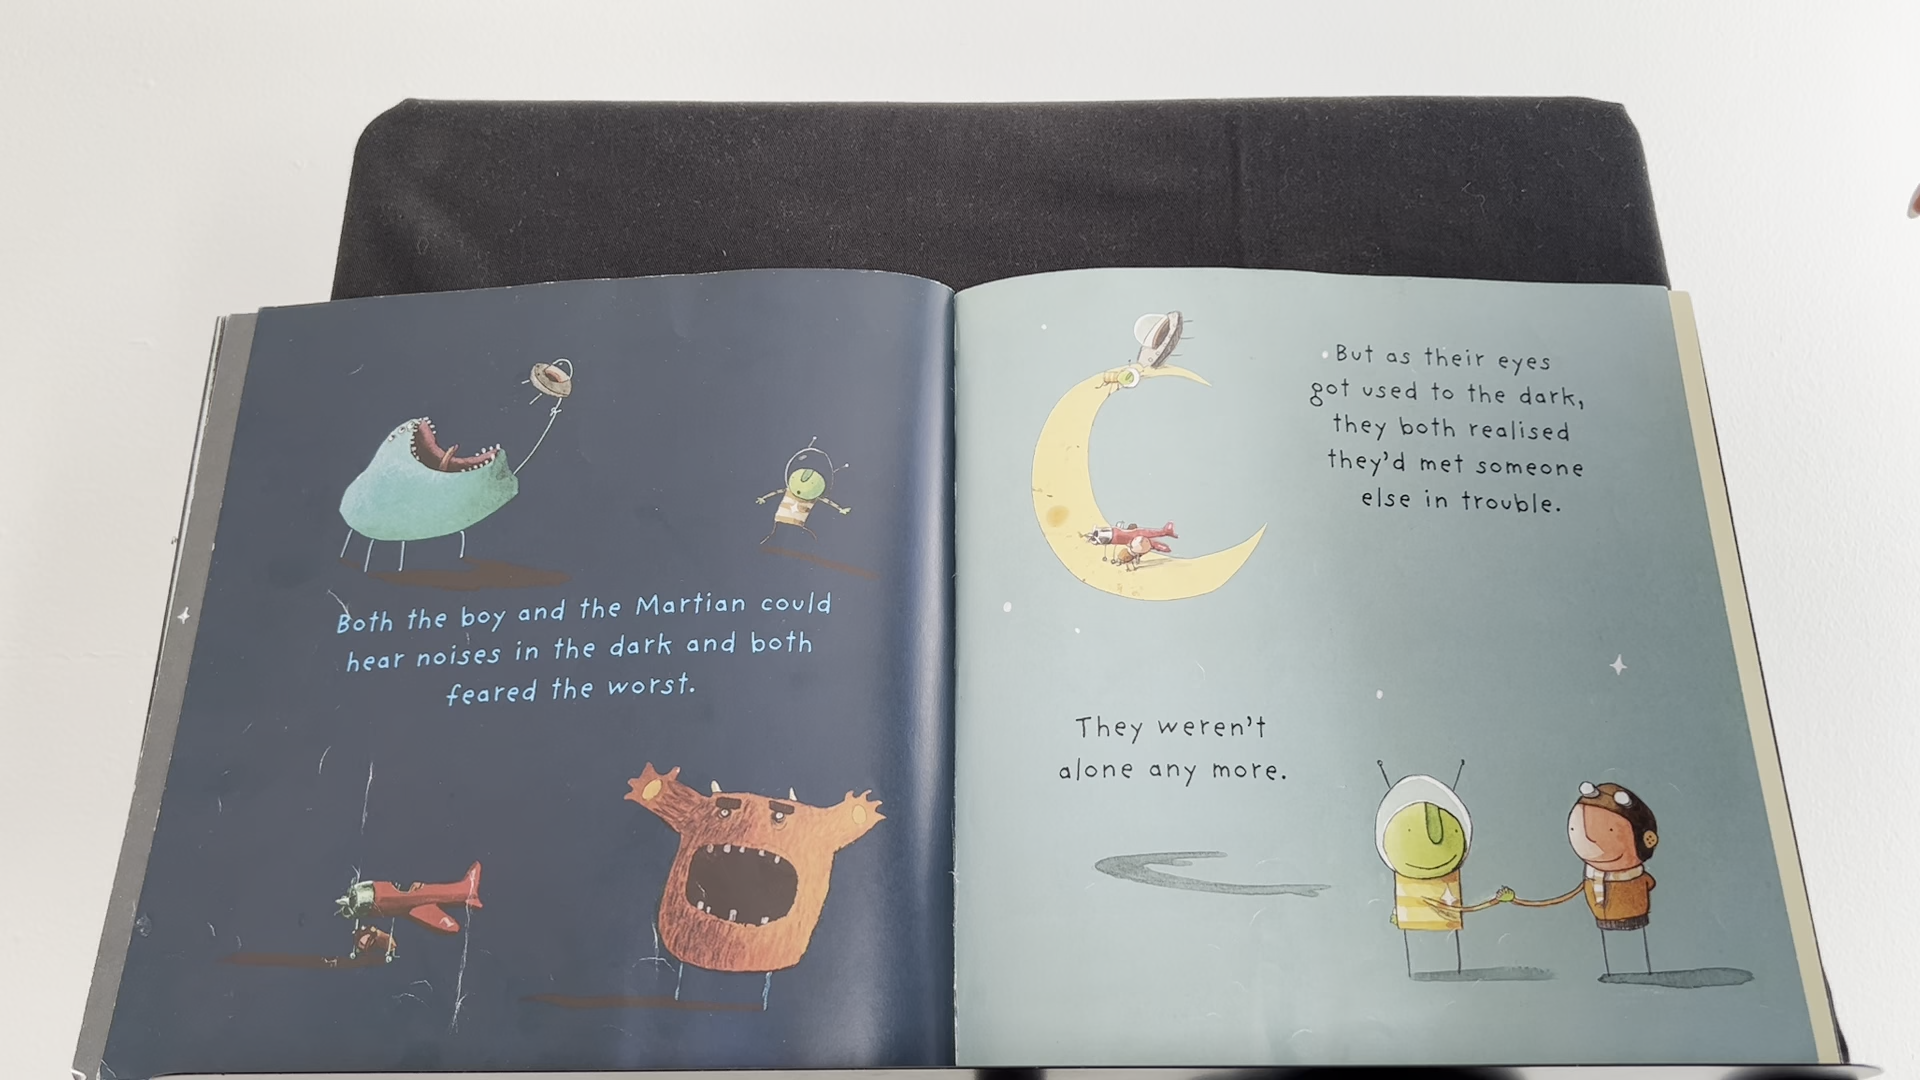 Both the boy and the Martian could
hear noises in the dark and both
feared the worst.
But as their eyes
got used to the dark,
they both realised
they'd met someone
else in trouble.
They weren't
alone any more.